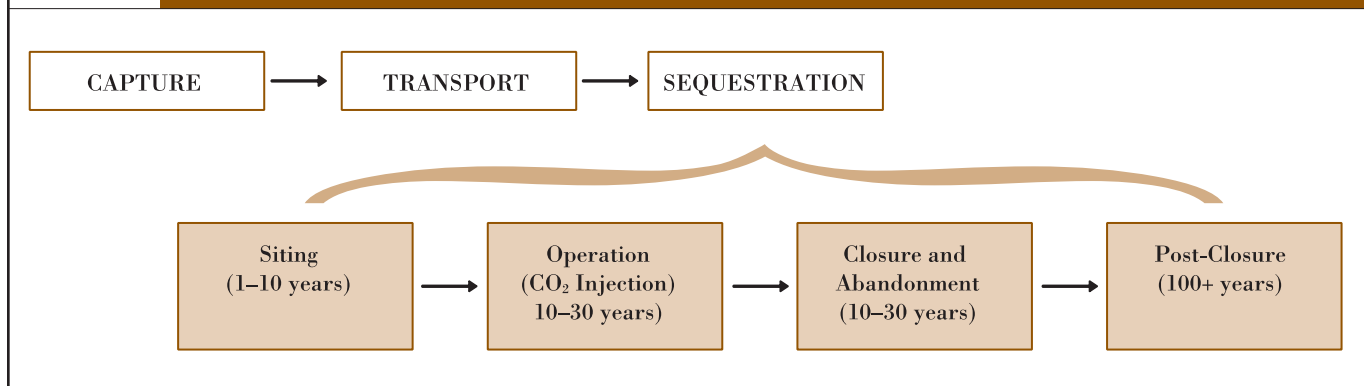 CAPTURE
TRANSPORT
SEQUESTRATION
Siting
(1–10 years)
Operation
(CO₂ Injection)
10–30 years)
Closure and
Abandonment
(10–30 years)
Post-Closure
(100+ years)